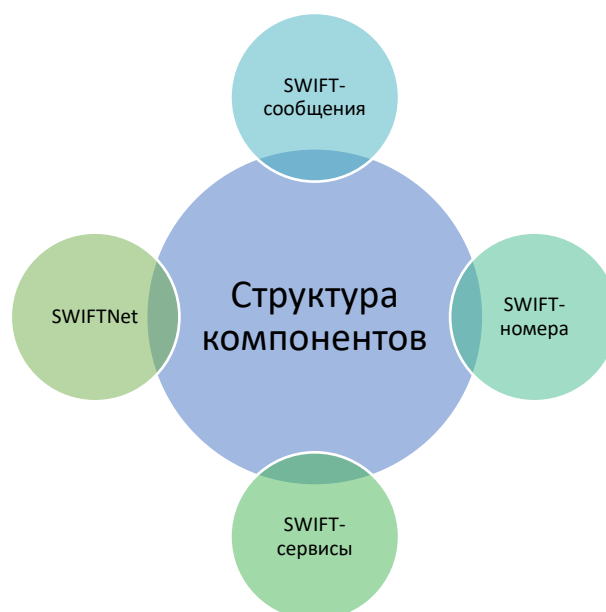 SWIFT-
сообщения
SWIFTNet
Структура
компонентов
SWIFT-
номера
SWIFT-
сервисы